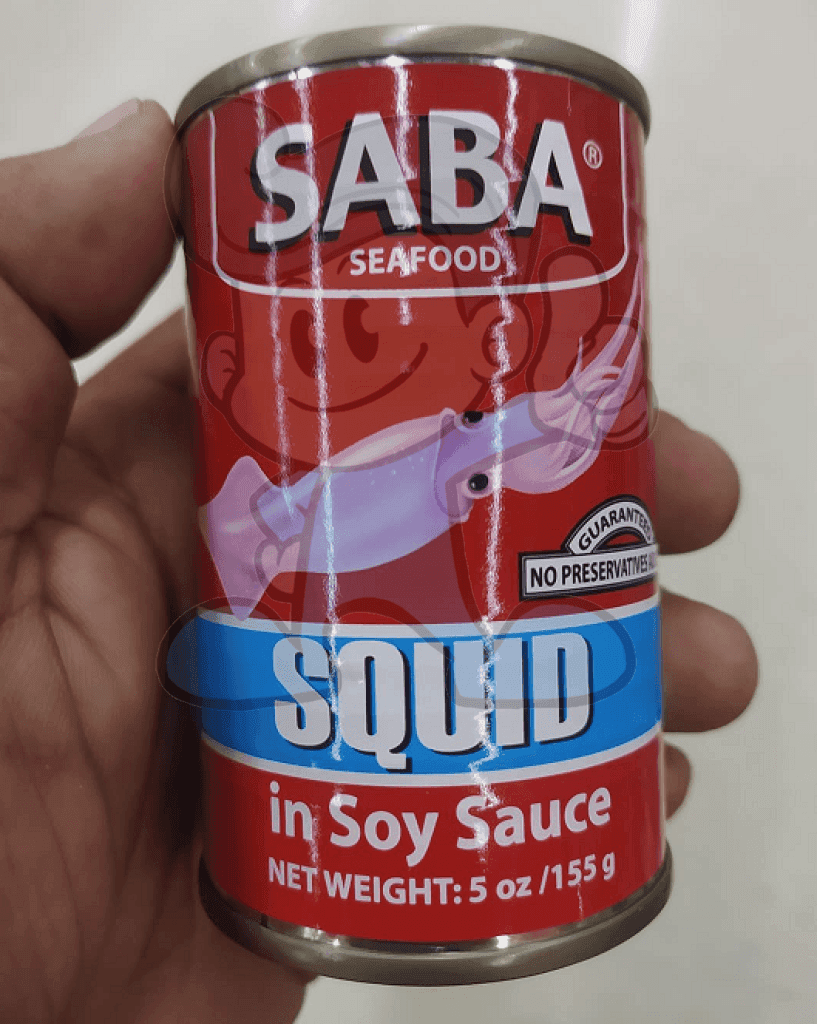 SABA®
SEAFOOD
GUARANTEED
NO PRESERVATIVES
SQUID
in Soy Sauce
NET WEIGHT: 5 oz /155 g